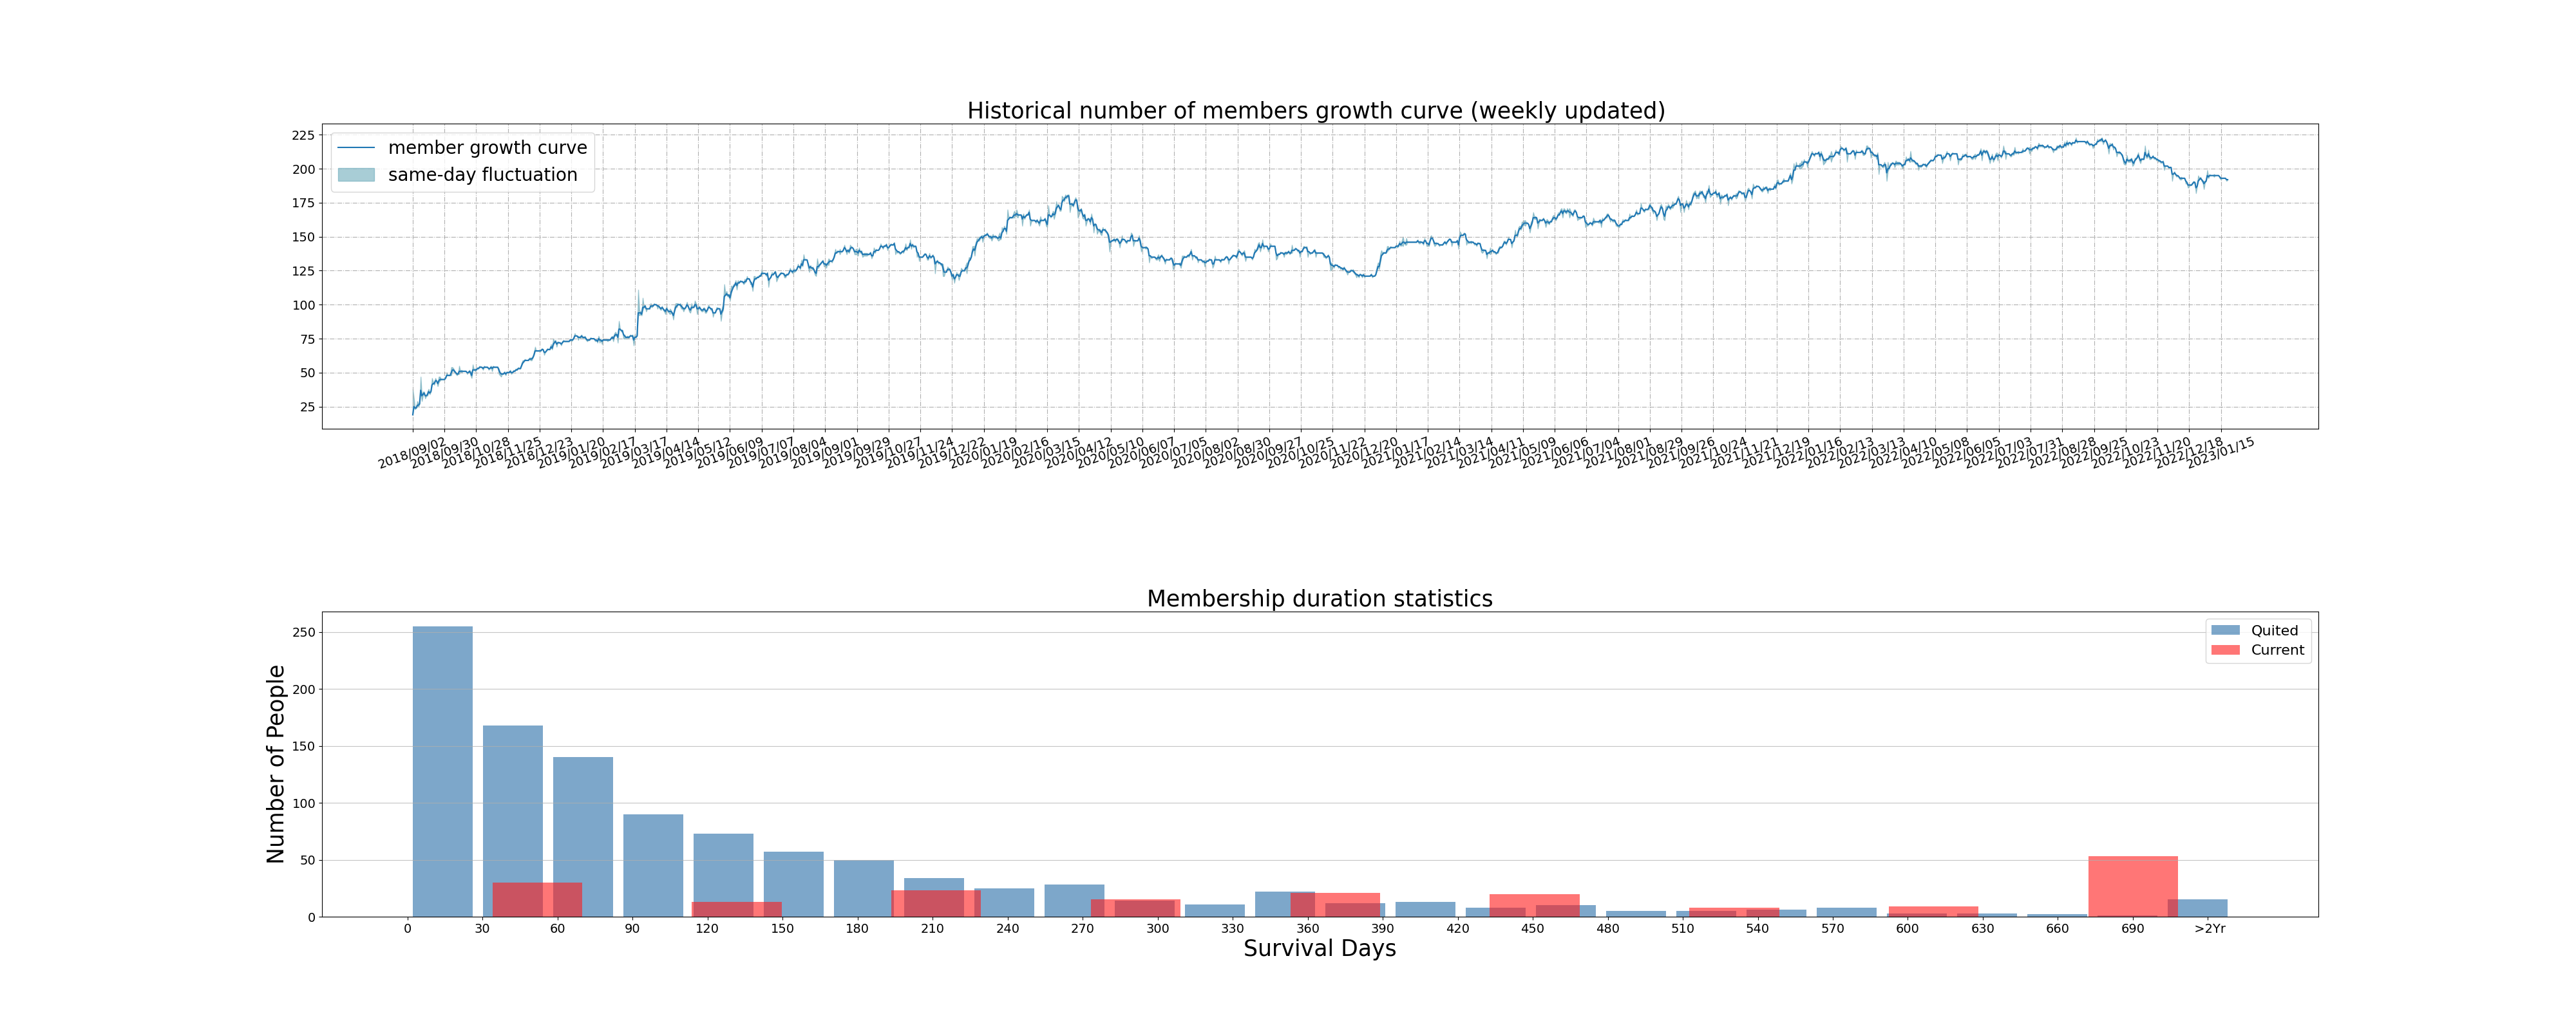 Historical number of members growth curve (weekly updated)
225
200
175
150
125
100
75
50
25
member growth curve
same-day fluctuation
2018/09/02 2018/09/30 2018/10/28 2018/11/25 2018/12/23 2019/01/20 2019/02/17 2019/03/17 2019/04/14 2019/05/12 2019/06/09 2019/07/07 2019/08/04 2019/09/01 2019/09/29 2019/10/27 2019/11/24 2019/12/22 2020/01/19 2020/02/16 2020/03/15 2020/04/12 2020/05/10 2020/06/07 2020/07/05 2020/08/02 2020/08/30 2020/09/27 2020/10/25 2020/11/22 2020/12/20 2021/01/17 2021/02/14 2021/03/14 2021/04/11 2021/05/09 2021/06/06 2021/07/04 2021/08/01 2021/08/29 2021/09/26 2021/10/24 2021/11/21 2021/12/19 2022/01/16 2022/02/13 2022/03/13 2022/04/10 2022/05/08 2022/06/05 2022/07/03 2022/07/31 2022/08/28 2022/09/25 2022/10/23 2022/11/20 2022/12/18 2023/01/15
Membership duration statistics
Number of People
250
200
150
100
50
0
Quited
Current
0 30 60 90 120 150 180 210 240 270 300 330 360 390 420 450 480 510 540 570 600 630 660 690 >2Yr
Survival Days